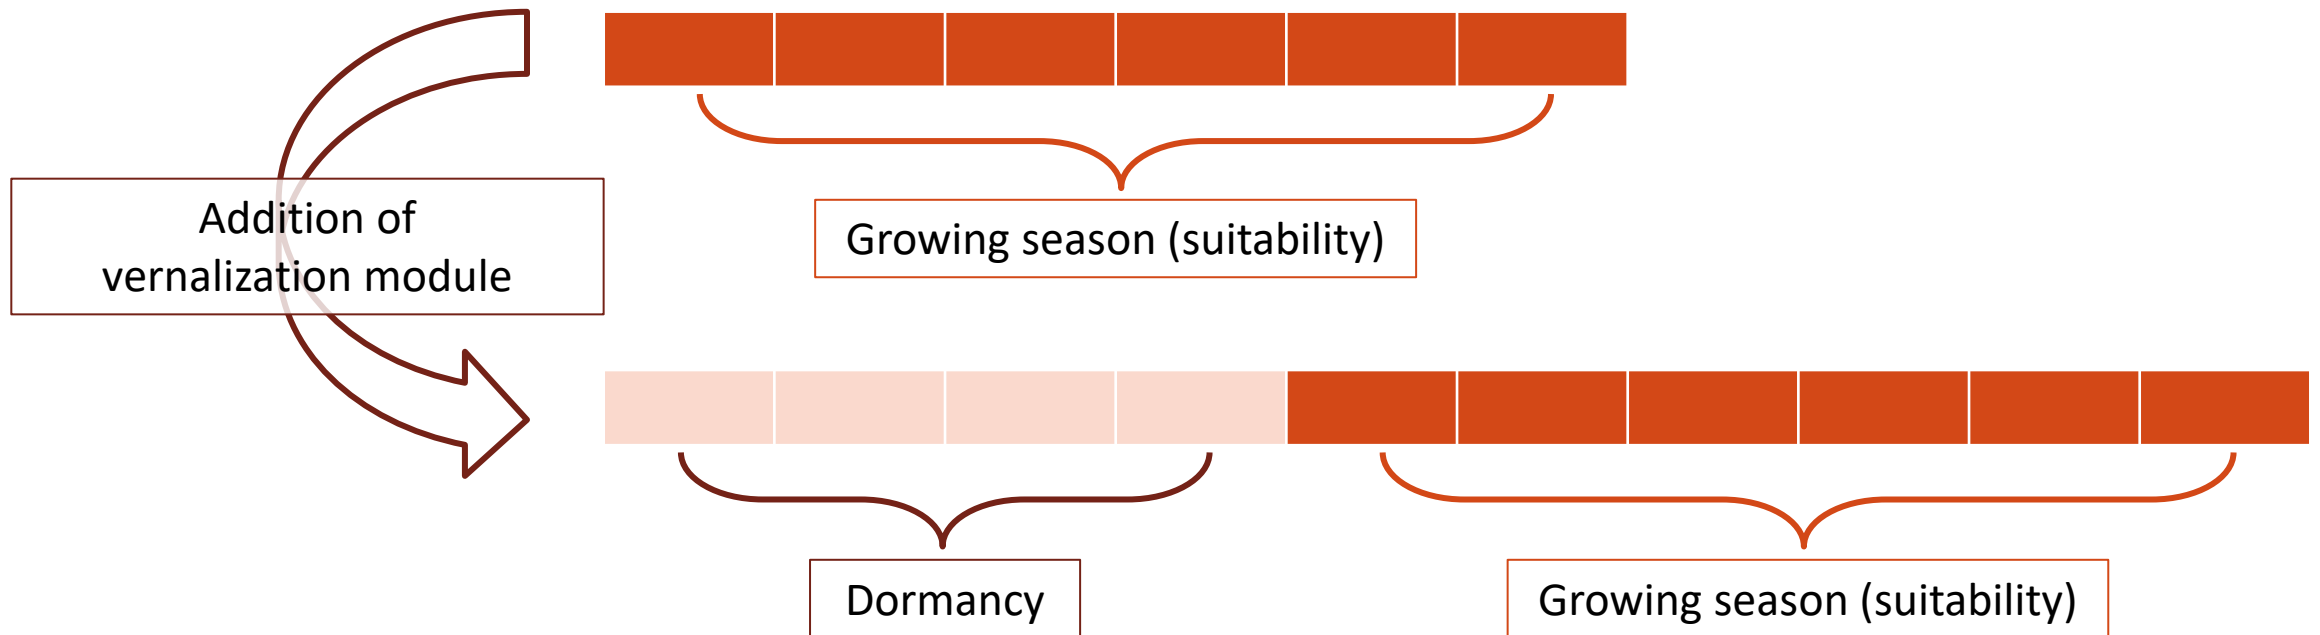 Addition of
vernalization module
Growing season (suitability)
Dormancy
Growing season (suitability)